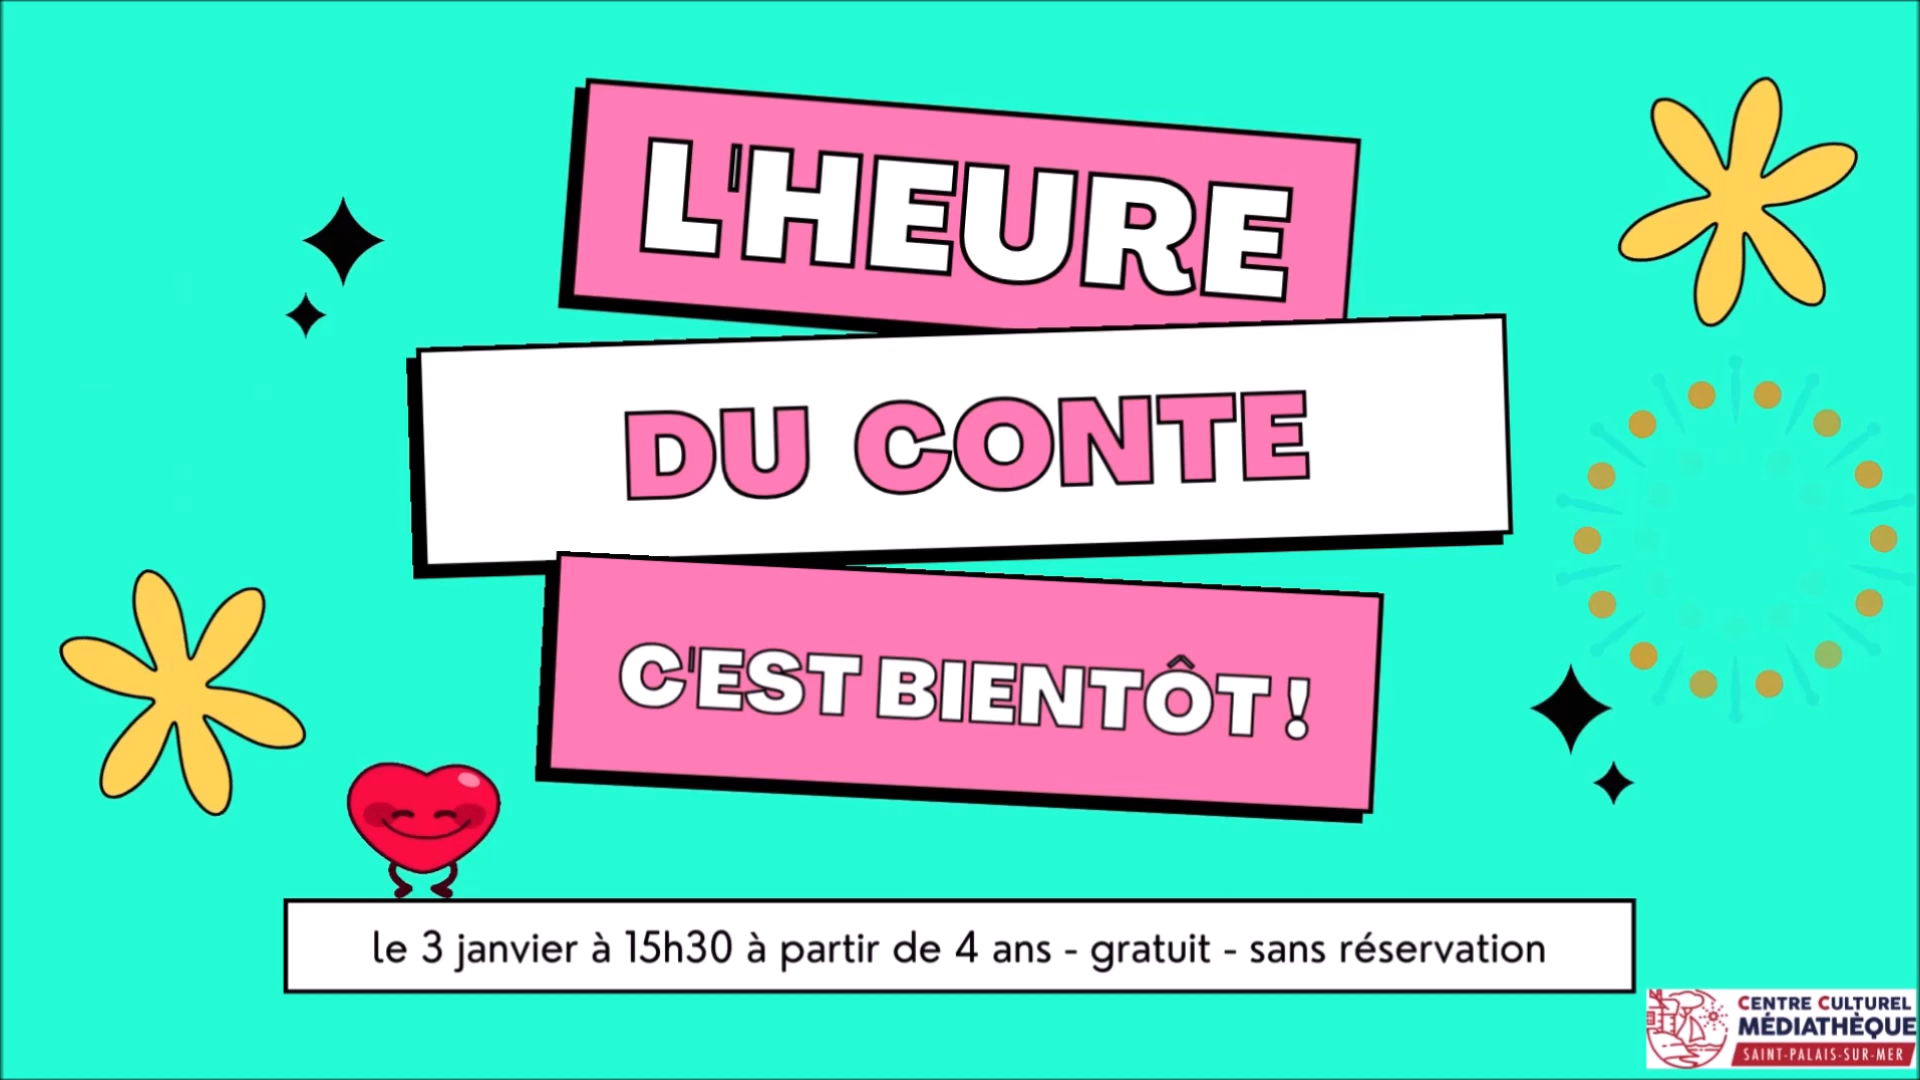 L'HEURE
DU CONTE
C'EST BIENTÔT !
le 3 janvier à 15h30 à partir de 4 ans - gratuit - sans réservation
CENTRE CULTUREL
MÉDIATHÈQUE
SAINT-PALAIS-SUR-MER